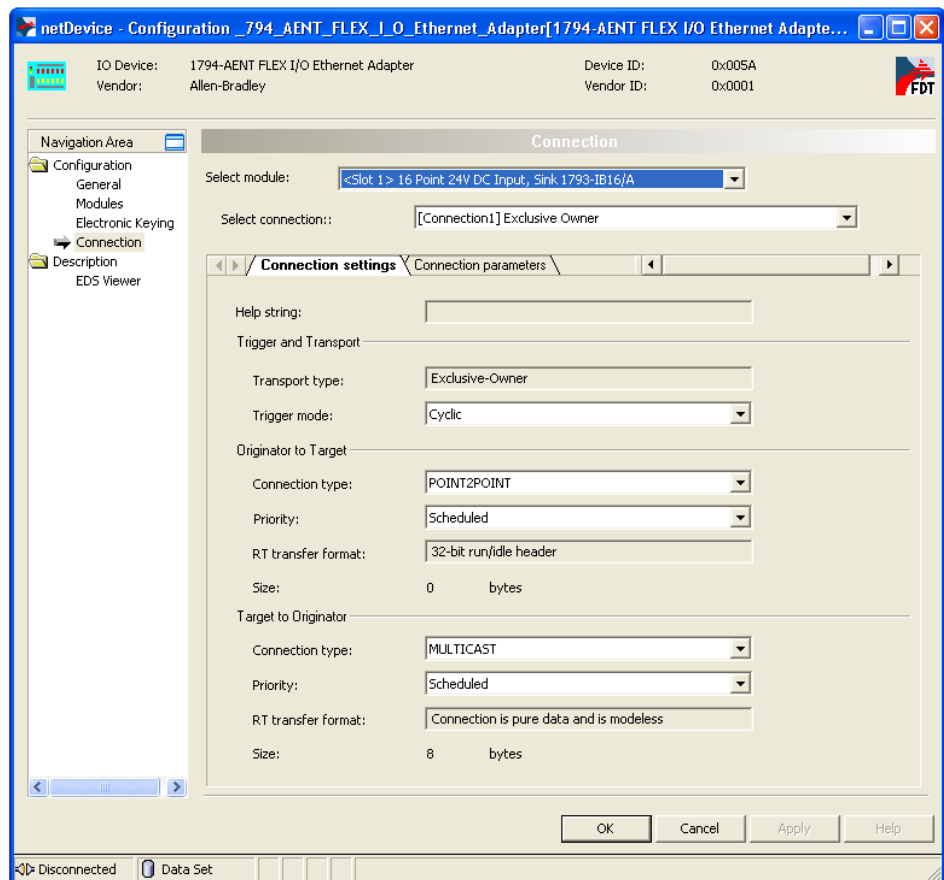 netDevice - Configuration _794_AENT_FLEX_I_O_Ethernet_Adapter[1794-AENT FLEX I/O Ethernet Adapte...
IO Device: 1794-AENT FLEX I/O Ethernet Adapter Device ID: 0x005A
Vendor: Allen-Bradley Vendor ID: 0x0001
FDT
Navigation Area
Configuration
General
Modules
Electronic Keying
Connection
Description
EDS Viewer
Connection
Select module: <Slot 1> 16 Point 24V DC Input, Sink 1793-IB16/A
Select connection:: [Connection1] Exclusive Owner
Connection settings Connection parameters
Help string:
Trigger and Transport
Transport type: Exclusive-Owner
Trigger mode: Cyclic
Originator to Target
Connection type: POINT2POINT
Priority: Scheduled
RT transfer format: 32-bit run/idle header
Size: 0 bytes
Target to Originator
Connection type: MULTICAST
Priority: Scheduled
RT transfer format: Connection is pure data and is modeless
Size: 8 bytes
OK Cancel Apply Help
Disconnected Data Set